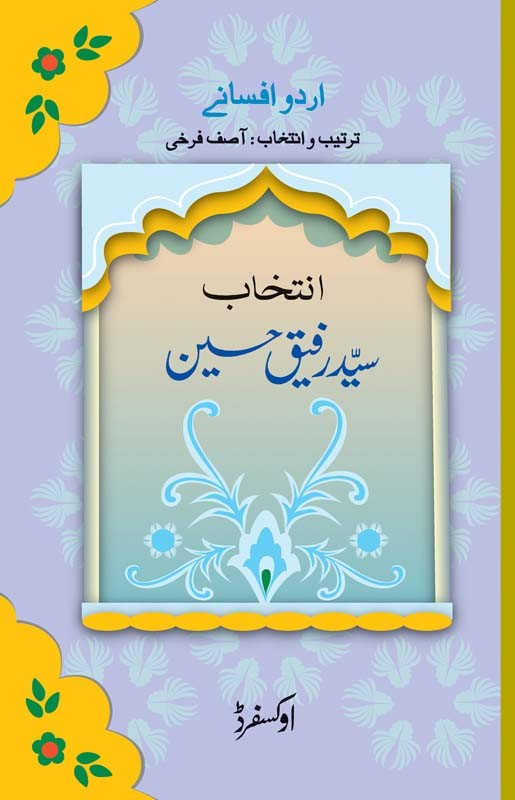 اردو افسانے
ترتیب و انتخاب : آصف فرخی
انتخاب
سیّد رفیق حسین
اوکسفرڈ